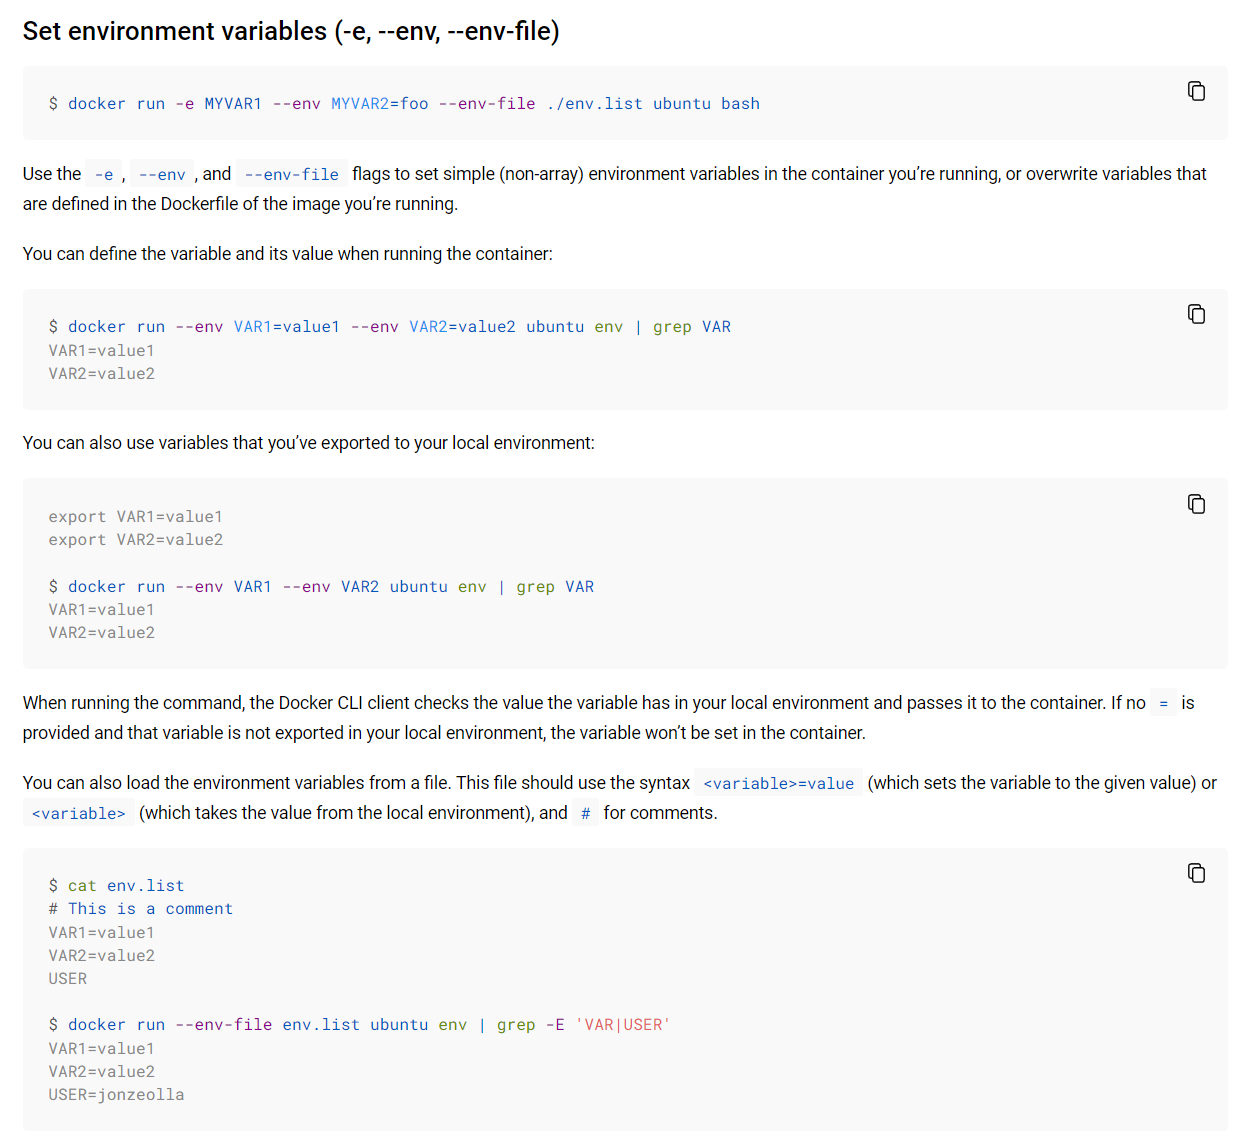 Set environment variables (-e, --env, --env-file)
$ docker run -e MYVAR1 --env MYVAR2=foo --env-file ./env.list ubuntu bash
Use the -e , --env , and --env-file flags to set simple (non-array) environment variables in the container you’re running, or overwrite variables that
are defined in the Dockerfile of the image you’re running.
You can define the variable and its value when running the container:
$ docker run --env VAR1=value1 --env VAR2=value2 ubuntu env | grep VAR
VAR1=value1
VAR2=value2
You can also use variables that you’ve exported to your local environment:
export VAR1=value1
export VAR2=value2
$ docker run --env VAR1 --env VAR2 ubuntu env | grep VAR
VAR1=value1
VAR2=value2
When running the command, the Docker CLI client checks the value the variable has in your local environment and passes it to the container. If no = is
provided and that variable is not exported in your local environment, the variable won’t be set in the container.
You can also load the environment variables from a file. This file should use the syntax <variable>=value (which sets the variable to the given value) or
<variable> (which takes the value from the local environment), and # for comments.
$ cat env.list
# This is a comment
VAR1=value1
VAR2=value2
USER
$ docker run --env-file env.list ubuntu env | grep -E 'VAR|USER'
VAR1=value1
VAR2=value2
USER=jonzeolla